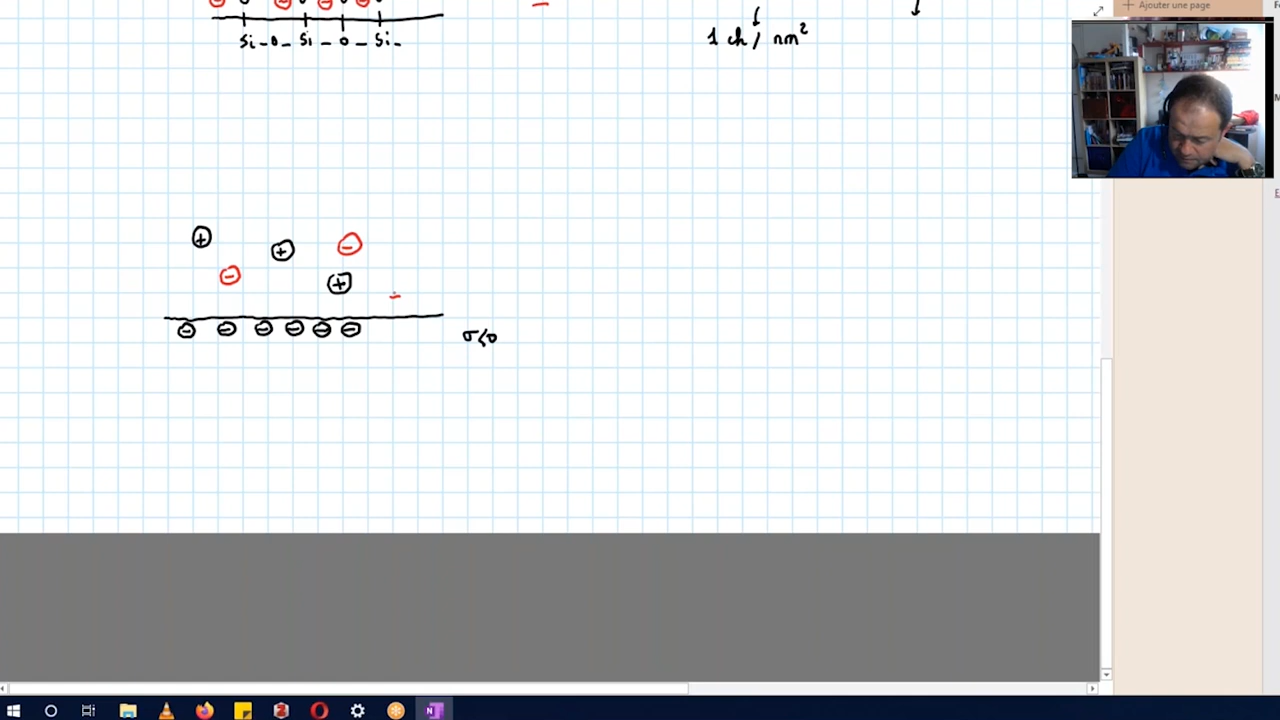 Ajouter une page
Si - O - Si - O - Si -
1 ch / nm²
+ + -
- + -
- - - - - -
σ<0